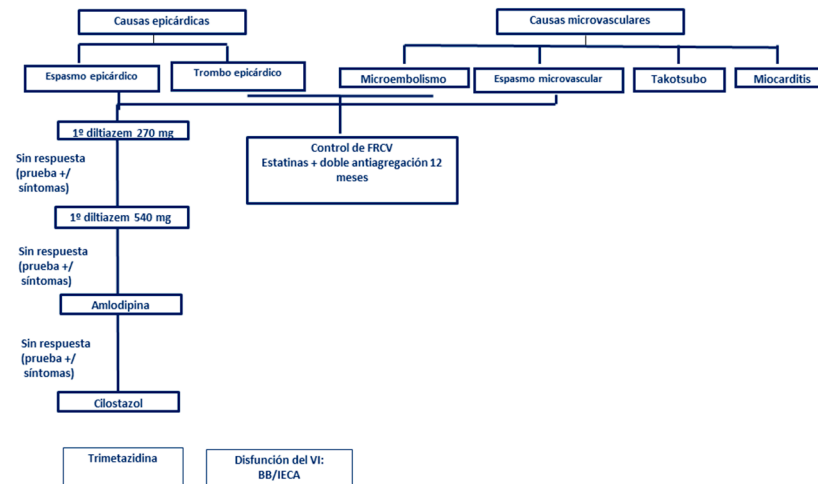 Causas epicárdicas
Causas microvasculares
Espasmo epicárdico
Trombo epicárdico
Microembolismo
Espasmo microvascular
Takotsubo
Miocarditis
1º diltiazem 270 mg
Control de FRCV
Estatinas + doble antiagregación 12
meses
Sin respuesta
(prueba +/
síntomas)
1º diltiazem 540 mg
Sin respuesta
(prueba +/
síntomas)
Amlodipina
Sin respuesta
(prueba +/
síntomas)
Cilostazol
Trimetazidina
Disfunción del VI:
BB/IECA